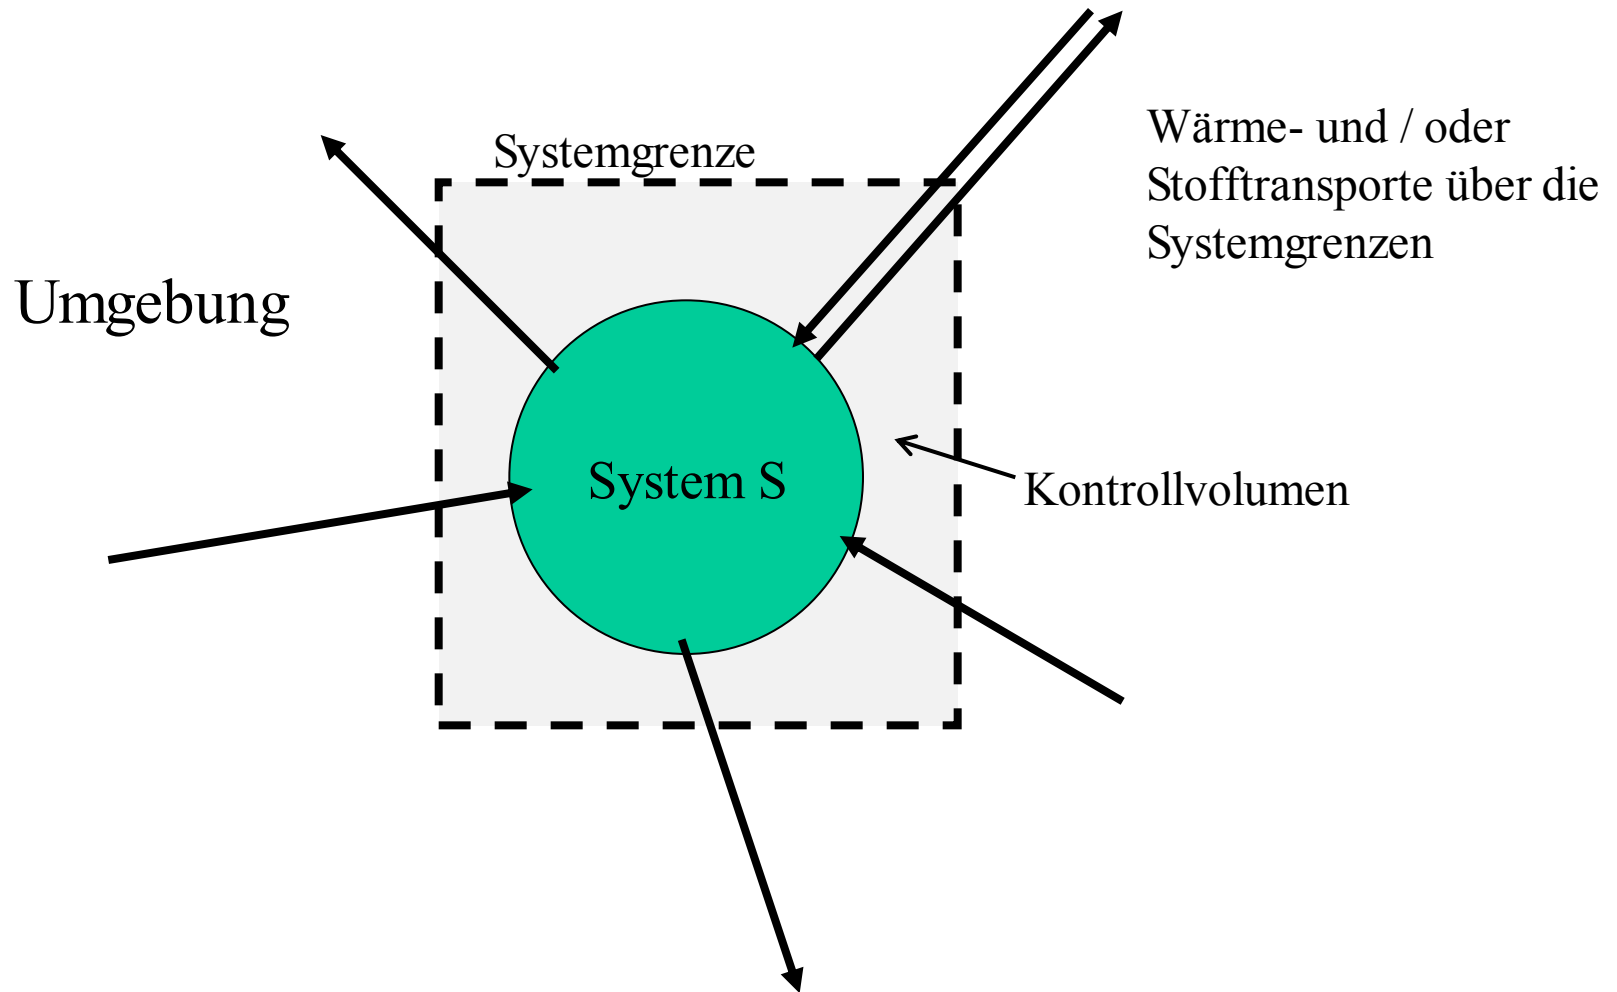 Systemgrenze
Wärme- und / oder
Stofftransporte über die
Systemgrenzen
Umgebung
System S
Kontrollvolumen